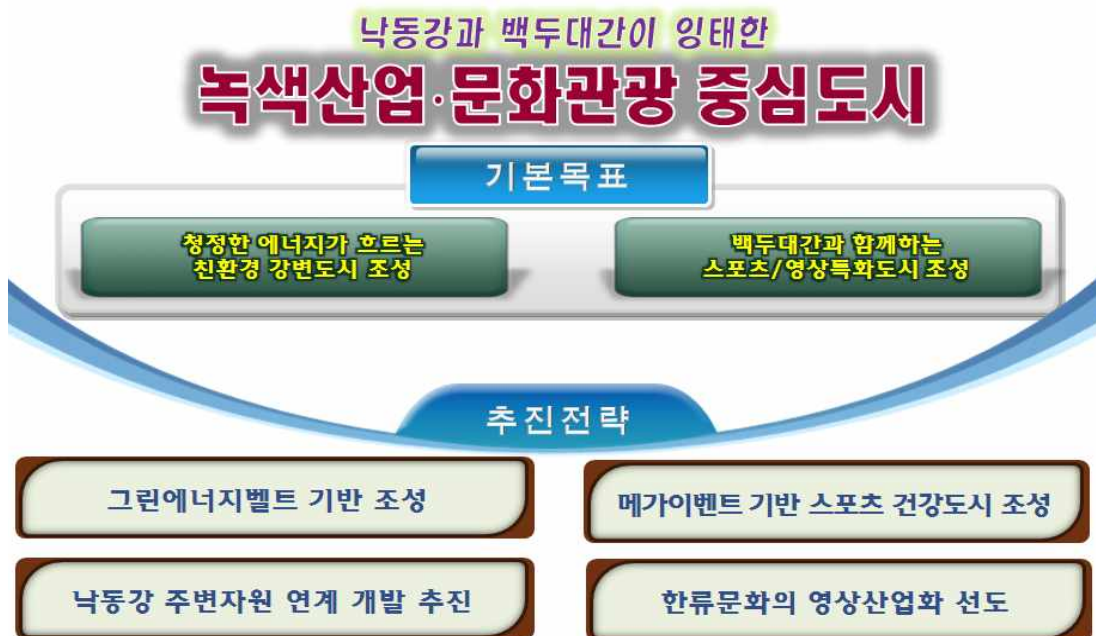 낙동강과 백두대간이 잉태한
녹색산업·문화관광 중심도시
기본목표
청정한 에너지가 흐르는
친환경 강변도시 조성
백두대간과 함께하는
스포츠/영상특화도시 조성
추진전략
그린에너지벨트 기반 조성
메가이벤트 기반 스포츠 건강도시 조성
낙동강 주변자원 연계 개발 추진
한류문화의 영상산업화 선도